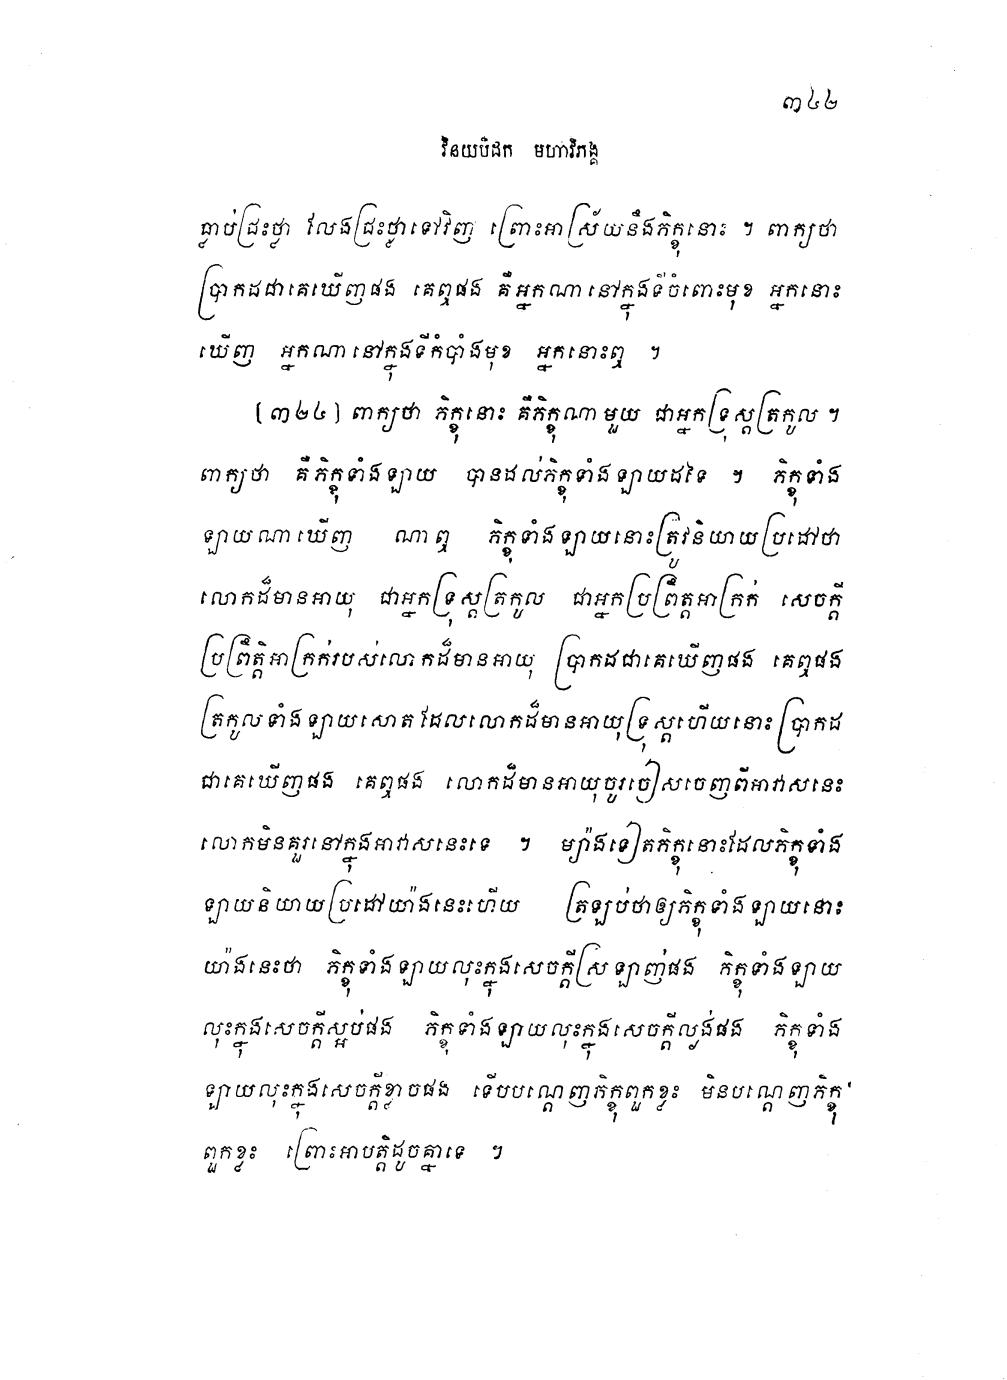 ៣៤២
វិនយបិដក មហាវិភង្គ
ធ្លាប់ជ្រះថ្លា លែងជ្រះថ្លាទៅវិញ ព្រោះអាស្រ័យនឹងភិក្ខុនោះ ។ ពាក្យថា
ប្រាកដជាគេឃើញផង គេឮផង គឺអ្នកណានៅក្នុងទីចំពោះមុខ អ្នកនោះ
ឃើញ អ្នកណានៅក្នុងទីកំបាំងមុខ អ្នកនោះឮ ។
(៣២៤) ពាក្យថា ភិក្ខុនោះ គឺភិក្ខុណាមួយ ជាអ្នកទ្រុស្តត្រកូល ។
ពាក្យថា គឺភិក្ខុទាំងឡាយ បានដល់ភិក្ខុទាំងឡាយដទៃ ។ ភិក្ខុទាំង
ឡាយណាឃើញ ណាឮ ភិក្ខុទាំងឡាយនោះត្រូវនិយាយប្រដៅថា
លោកដ៏មានអាយុ ជាអ្នកទ្រុស្តត្រកូល ជាអ្នកប្រព្រឹត្តអាក្រក់ សេចក្តី
ប្រព្រឹត្តិអាក្រក់របស់លោកដ៏មានអាយុ ប្រាកដជាគេឃើញផង គេឮផង
ត្រកូលទាំងឡាយសោត ដែលលោកដ៏មានអាយុទ្រុស្តហើយនោះ ប្រាកដ
ជាគេឃើញផង គេឮផង លោកដ៏មានអាយុចូរចៀសចេញពីអាវាសនេះ
លោកមិនគួរនៅក្នុងអាវាសនេះទេ ។ ម្យ៉ាងទៀតភិក្ខុនោះដែលភិក្ខុទាំង
ឡាយនិយាយប្រដៅយ៉ាងនេះហើយ ត្រឡប់ថាឲ្យភិក្ខុទាំងឡាយនោះ
យ៉ាងនេះថា ភិក្ខុទាំងឡាយលុះក្នុងសេចក្តីស្រឡាញ់ផង ភិក្ខុទាំងឡាយ
លុះក្នុងសេចក្តីស្អប់ផង ភិក្ខុទាំងឡាយលុះក្នុងសេចក្តីល្ងង់ផង ភិក្ខុទាំង
ឡាយលុះក្នុងសេចក្តីខ្លាចផង ទើបបណ្តេញភិក្ខុពួកខ្លះ មិនបណ្តេញភិក្ខុ
ពួកខ្លះ ព្រោះអាបត្តិដូចគ្នាទេ ។